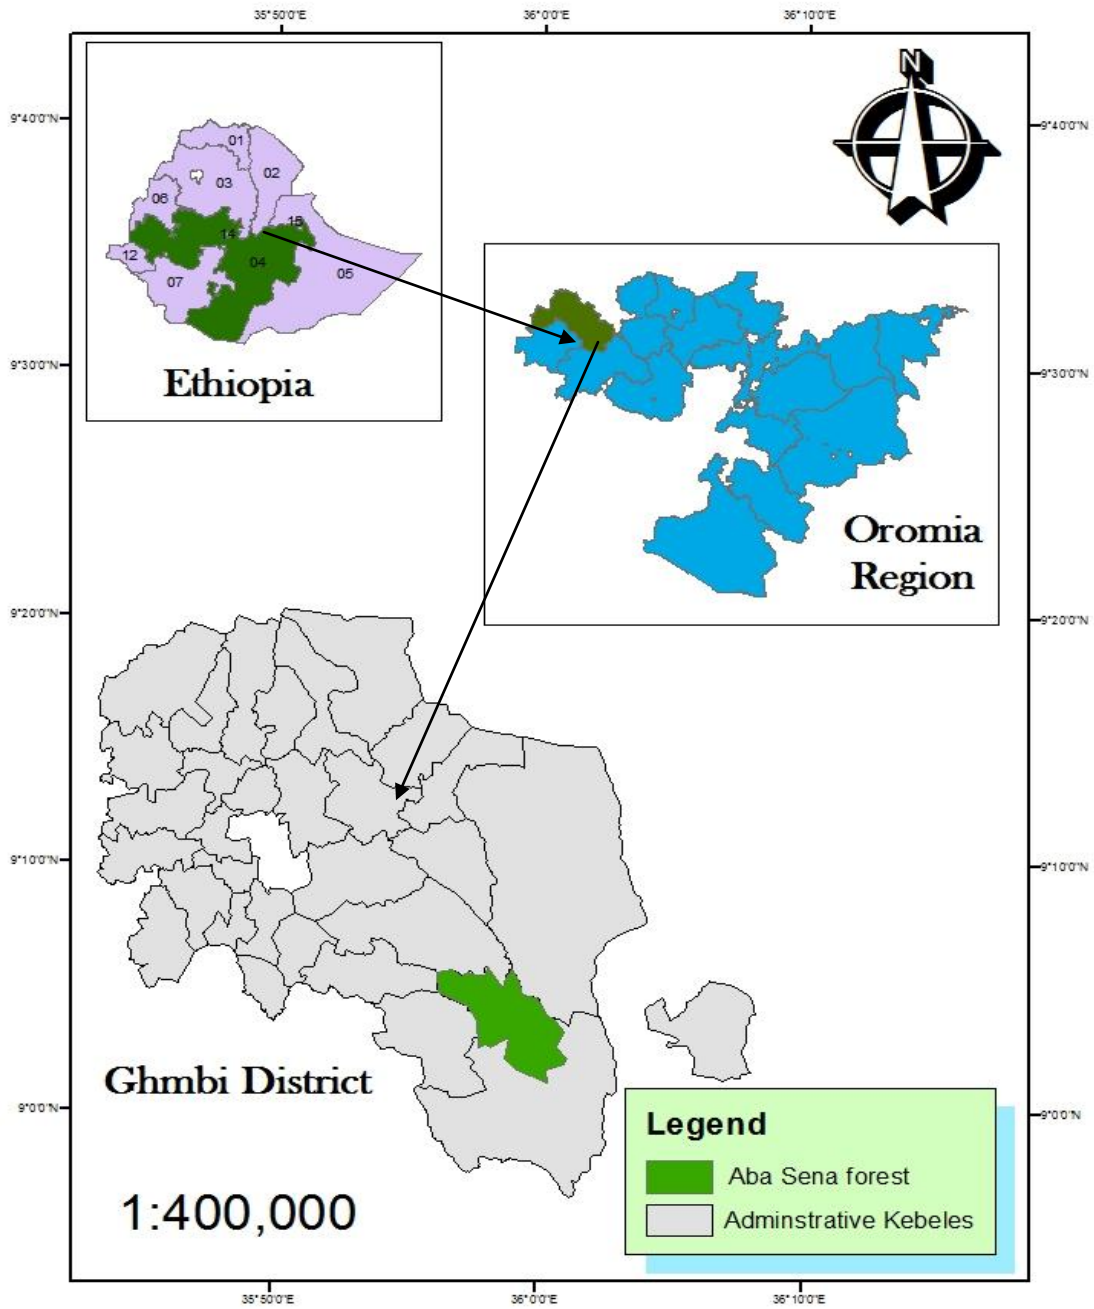 35°50'0"E 36°0'0"E 36°10'0"E
N
9°40'0"N 9°40'0"N
01
02
03
06
15
14
12
04
05
07
Ethiopia
9°30'0"N 9°30'0"N
Oromia
Region
9°20'0"N 9°20'0"N
9°10'0"N 9°10'0"N
Ghmbi District
9°0'0"N 9°0'0"N
Legend
Aba Sena forest
Adminstrative Kebeles
1:400,000
35°50'0"E 36°0'0"E 36°10'0"E